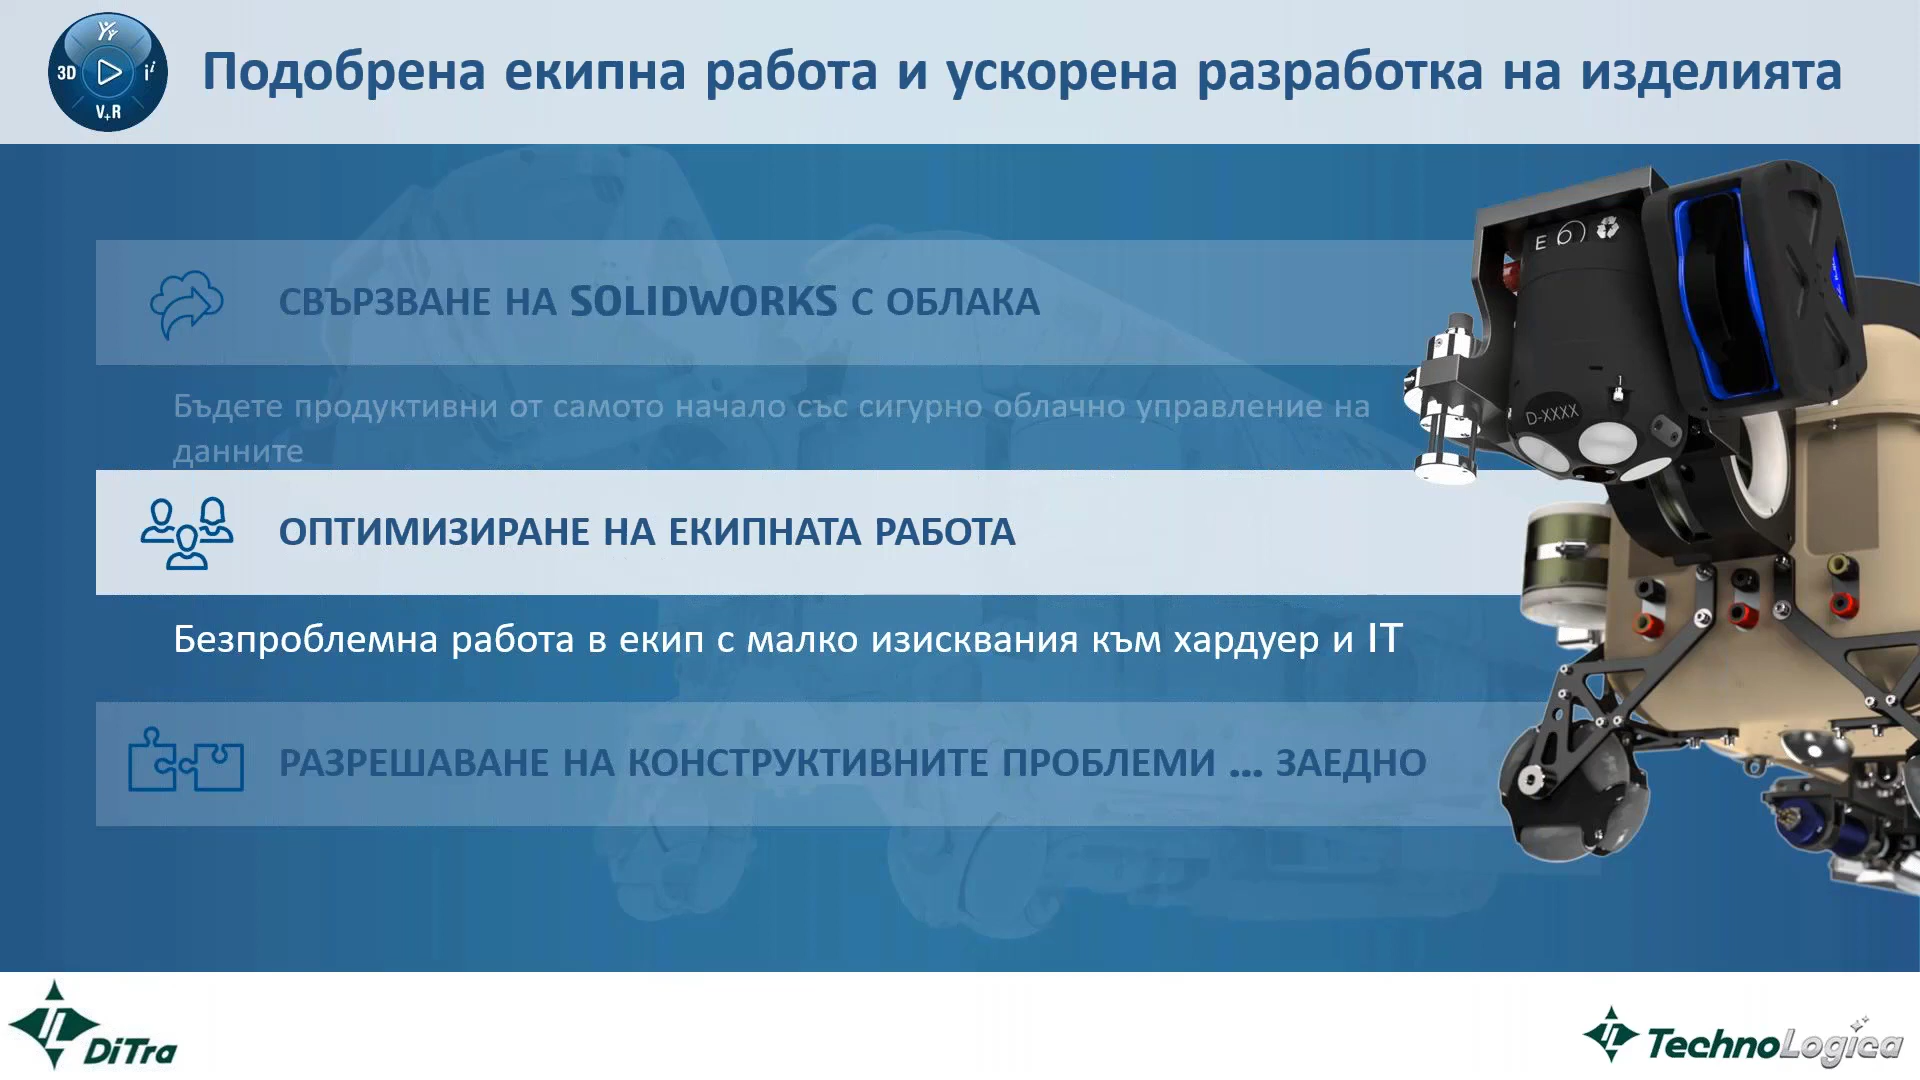 3D
V+R
Подобрена екипна работа и ускорена разработка на изделията
E 6
СВЪРЗВАНЕ НА SOLIDWORKS С ОБЛАКА
D-XXXX
Бъдете продуктивни от самото начало със сигурно облачно управление на
данните
ОПТИМИЗИРАНЕ НА ЕКИПНАТА РАБОТА
Безпроблемна работа в екип с малко изисквания към хардуер и IT
РАЗРЕШАВАНЕ НА КОНСТРУКТИВНИТЕ ПРОБЛЕМИ ... ЗАЕДНО
DiTra
TechnoLogica